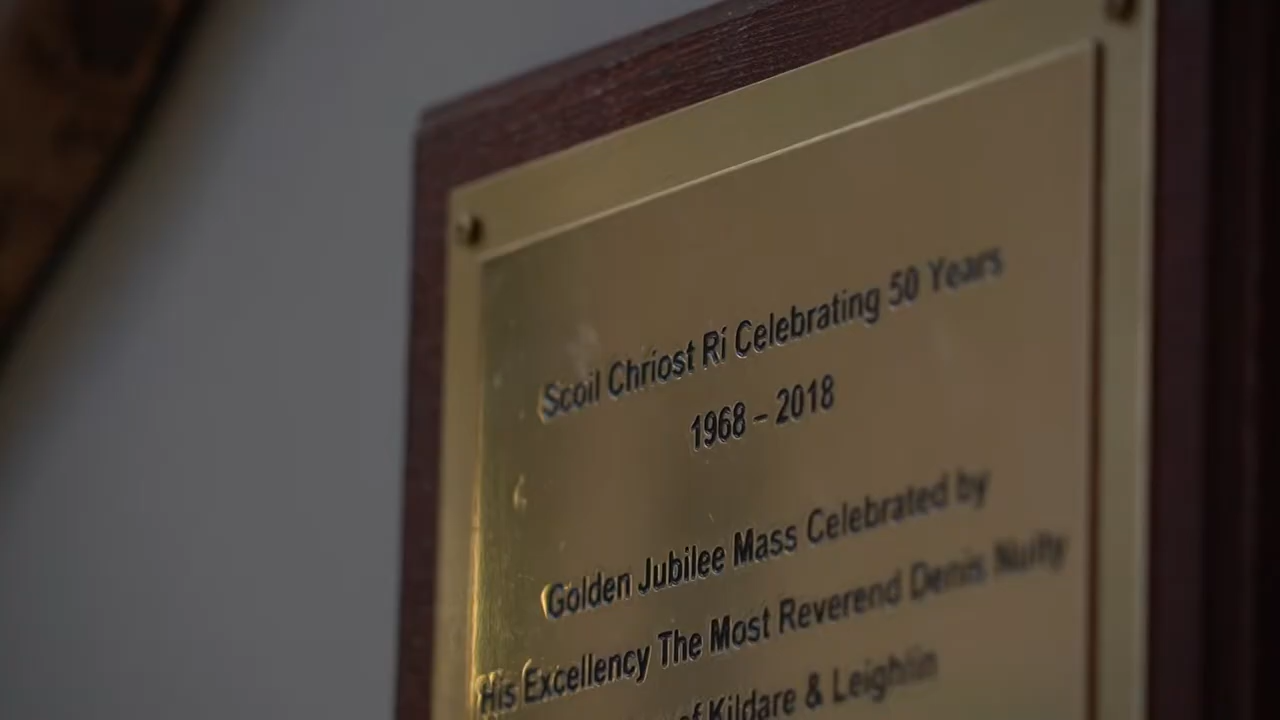 Scoil Chriost Rí Celebrating 50 Years
1968 – 2018
Golden Jubilee Mass Celebrated by
His Excellency The Most Reverend Denis Nulty
of Kildare & Leighlin